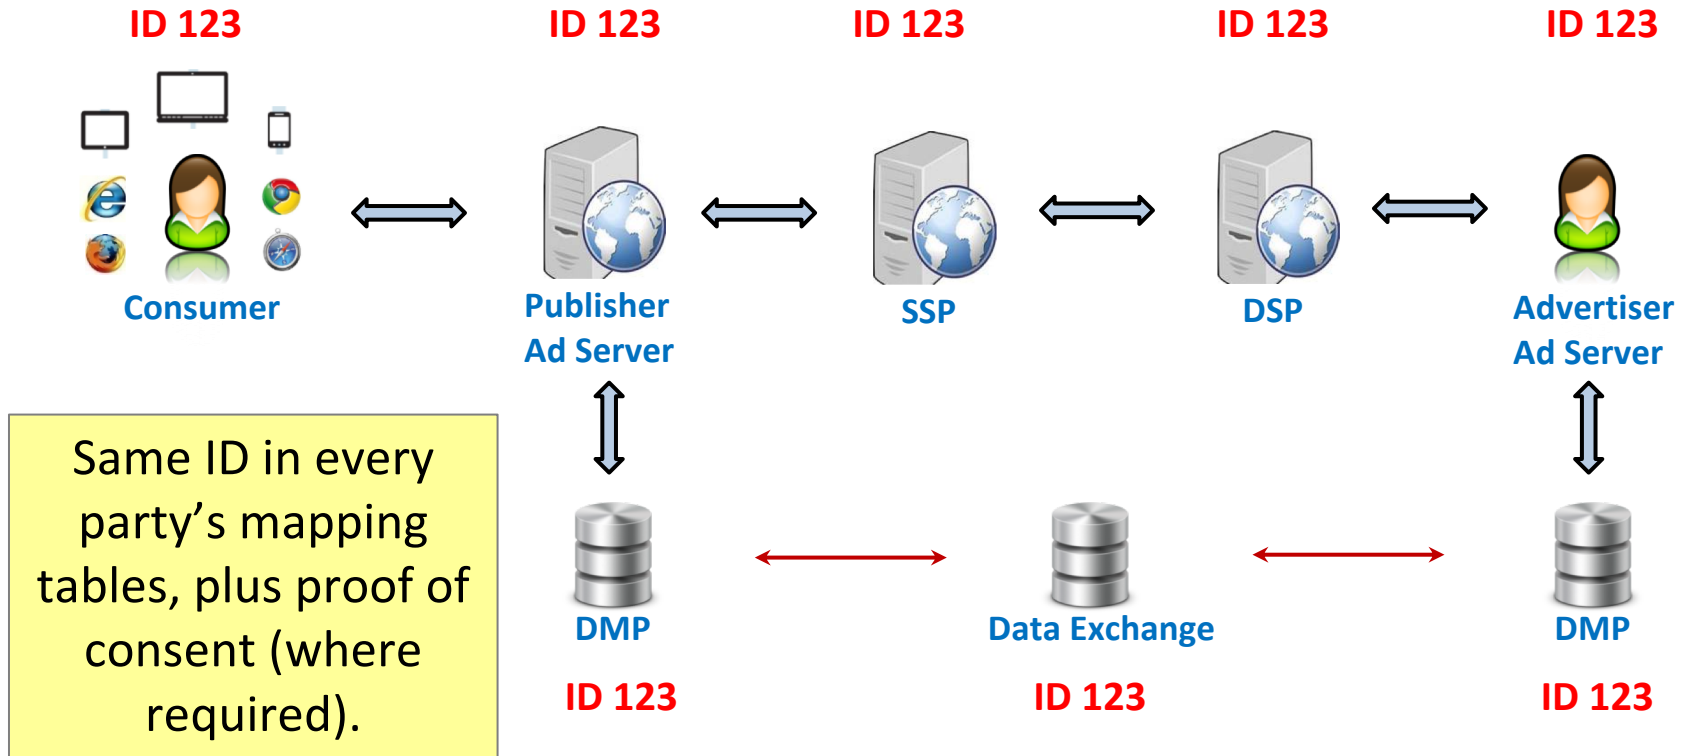 ID 123
ID 123
ID 123
ID 123
ID 123
Consumer
Publisher
Ad Server
SSP
DSP
Advertiser
Ad Server
Same ID in every
party’s mapping
tables, plus proof of
consent (where
required).
DMP
Data Exchange
DMP
ID 123
ID 123
ID 123